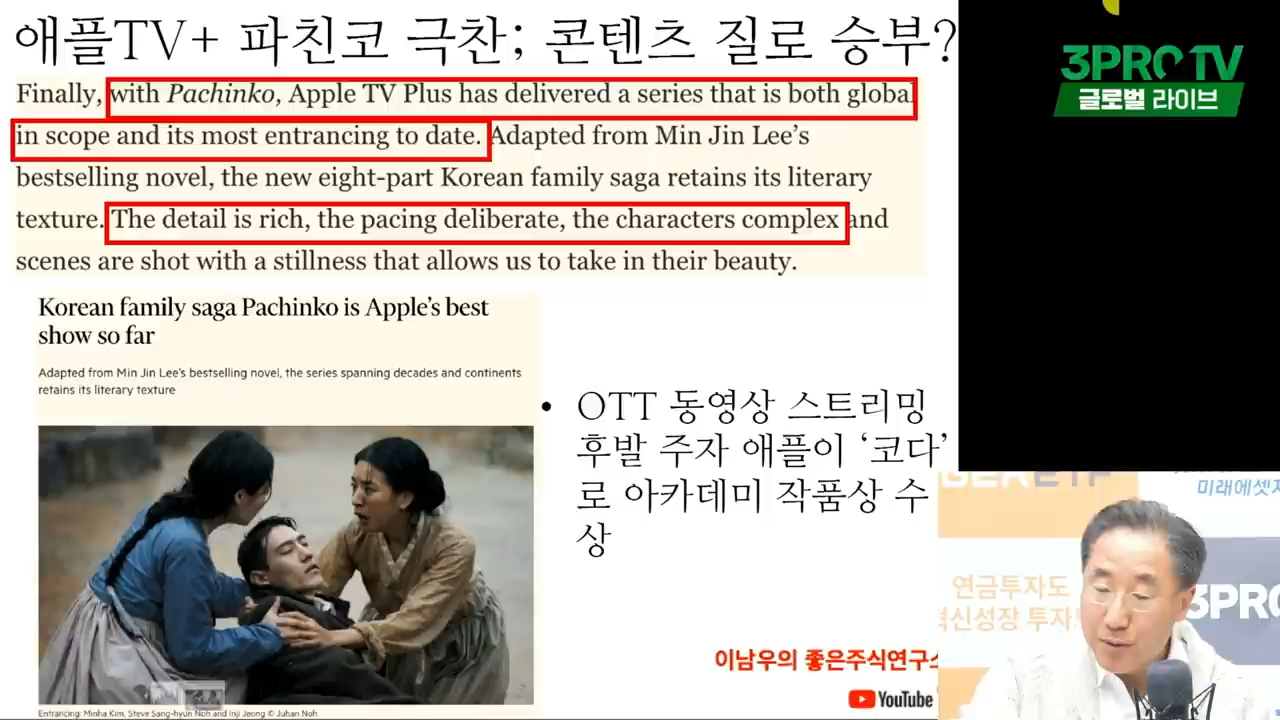 애플TV+ 파친코 극찬; 콘텐츠 질로 승부?
Finally, with Pachinko, Apple TV Plus has delivered a series that is both global
in scope and its most entrancing to date. Adapted from Min Jin Lee's
bestselling novel, the new eight-part Korean family saga retains its literary
texture. The detail is rich, the pacing deliberate, the characters complex and
scenes are shot with a stillness that allows us to take in their beauty.
Korean family saga Pachinko is Apple's best
show so far
Adapted from Min Jin Lee's bestselling novel, the series spanning decades and continents
retains its literary texture
Entrancing: Minha Kim, Steve Sang-hyun Noh and Inji Jeong © Juhan Noh
• OTT 동영상 스트리밍
후발 주자 애플이 ‘코다’
로 아카데미 작품상 수
상
이남우의 좋은주식연구소
YouTube
3PRO TV
글로벌 라이브
미래에셋자
연금투자도
혁신성장 투자
3PRO